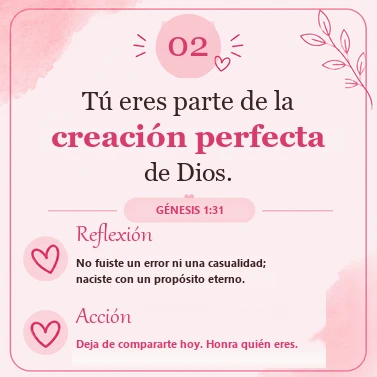 02
Tú eres parte de la
creación perfecta
de Dios.
GÉNESIS 1:31
Reflexión
No fuiste un error ni una casualidad;
naciste con un propósito eterno.
Acción
Deja de compararte hoy. Honra quién eres.